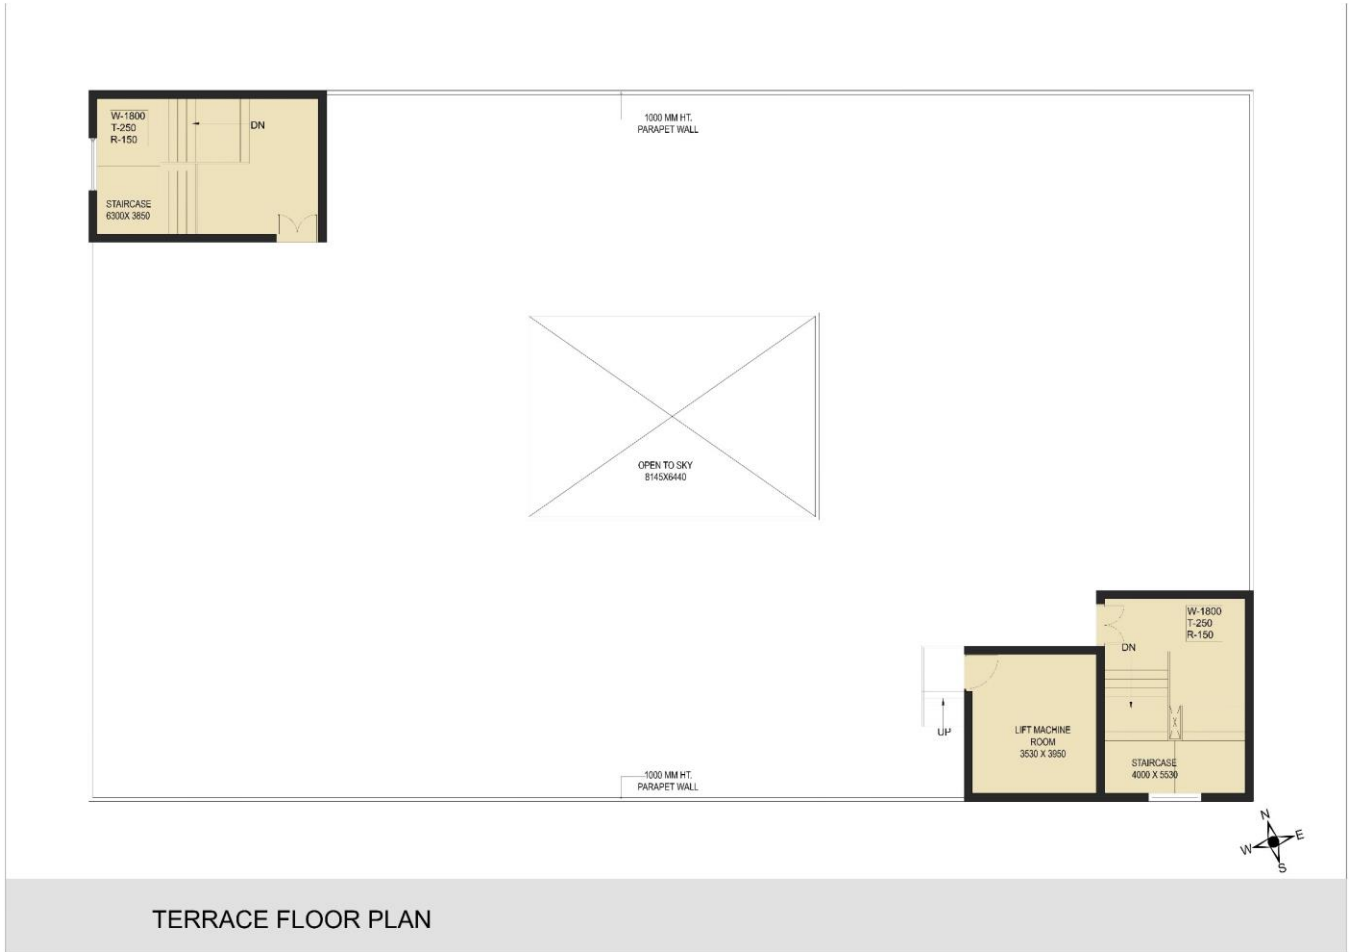 W-1800
T-250
R-150
DN
STAIRCASE
6300X 3850
1000 MM HT.
PARAPET WALL
OPEN TO SKY
8145X6440
W-1800
T-250
R-150
DN
UP
LIFT MACHINE
ROOM
3530 X 3950
STAIRCASE
4000 X 5530
1000 MM HT.
PARAPET WALL
N
E
W
S
TERRACE FLOOR PLAN